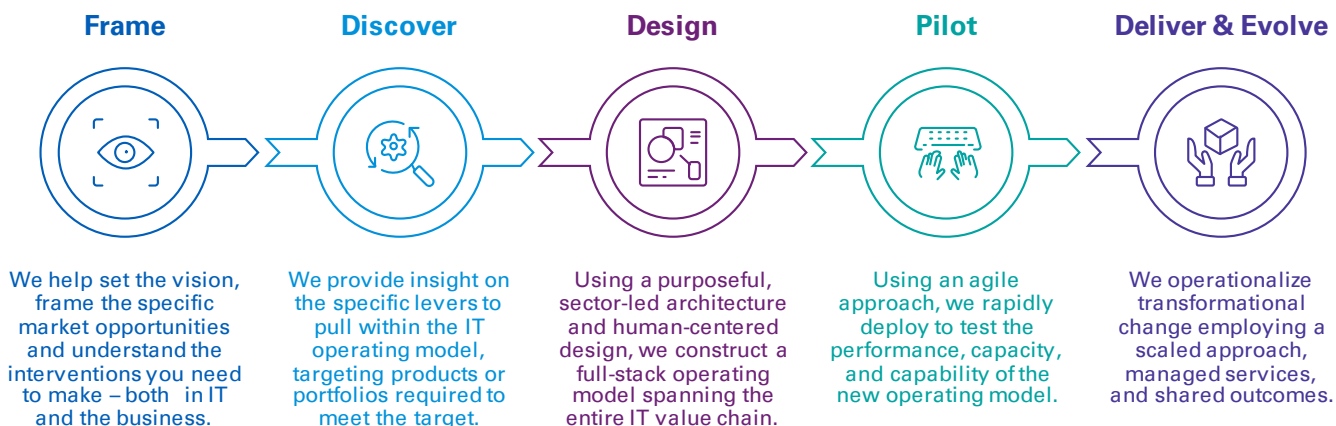 Frame
Discover
Design
Pilot
Deliver & Evolve
We help set the vision,
frame the specific
market opportunities
and understand the
interventions you need
to make – both in IT
and the business.
We provide insight on
the specific levers to
pull within the IT
operating model,
targeting products or
portfolios required to
meet the target.
Using a purposeful,
sector-led architecture
and human-centered
design, we construct a
full-stack operating
model spanning the
entire IT value chain.
Using an agile
approach, we rapidly
deploy to test the
performance, capacity,
and capability of the
new operating model.
We operationalize
transformational
change employing a
scaled approach,
managed services,
and shared outcomes.